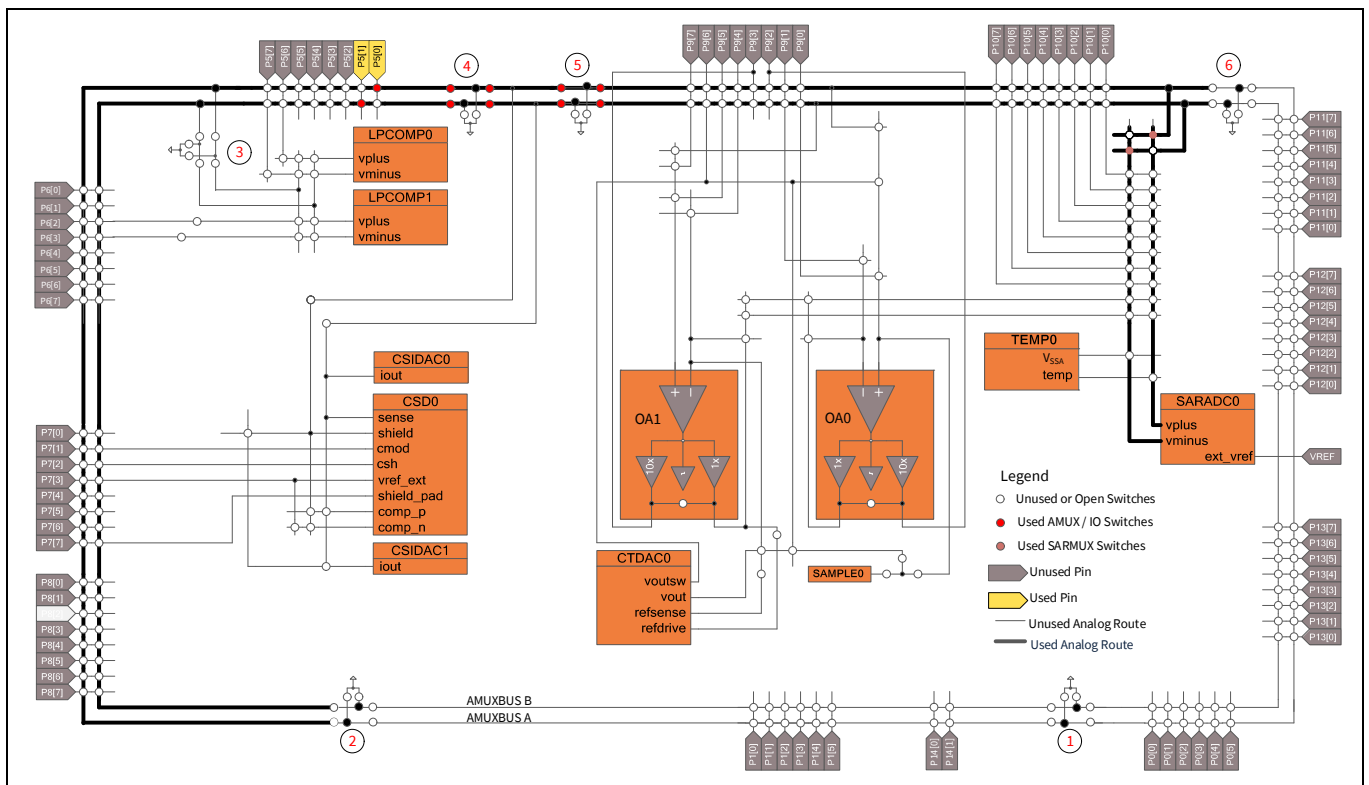 P5[7]
P5[6]
P5[5]
P5[4]
P5[3]
P5[2]
P5[1]
P5[0]
4
5
P9[7]
P9[6]
P9[5]
P9[4]
P9[3]
P9[2]
P9[1]
P9[0]
P10[7]
P10[6]
P10[5]
P10[4]
P10[3]
P10[2]
P10[1]
P10[0]
6
P11[7]
P11[6]
P11[5]
P11[4]
P11[3]
P11[2]
P11[1]
P11[0]
3
LPCOMP0
vplus
vminus
LPCOMP1
vplus
vminus
P6[0]
P6[1]
P6[2]
P6[3]
P6[4]
P6[5]
P6[6]
P6[7]
P12[7]
P12[6]
P12[5]
P12[4]
P12[3]
P12[2]
P12[1]
P12[0]
TEMP0
VSSA
temp
CSIDAC0
iout
CSD0
sense
shield
cmod
csh
vref_ext
shield_pad
comp_p
comp_n
CSIDAC1
iout
P7[0]
P7[1]
P7[2]
P7[3]
P7[4]
P7[5]
P7[6]
P7[7]
+ −
OA1
10x
1x
− +
OA0
1x
10x
SARADC0
vplus
vminus
ext_vref
VREF
Legend
Unused or Open Switches
Used AMUX / IO Switches
Used SARMUX Switches
Unused Pin
Used Pin
Unused Analog Route
Used Analog Route
CTDAC0
voutsw
vout
refsense
refdrive
SAMPLE0
P13[7]
P13[6]
P13[5]
P13[4]
P13[3]
P13[2]
P13[1]
P13[0]
P8[0]
P8[1]
P8[3]
P8[4]
P8[5]
P8[6]
P8[7]
AMUXBUS B
AMUXBUS A
2
1
P1[0]
P1[1]
P1[2]
P1[3]
P1[4]
P1[5]
P14[0]
P14[1]
P0[0]
P0[1]
P0[2]
P0[3]
P0[4]
P0[5]